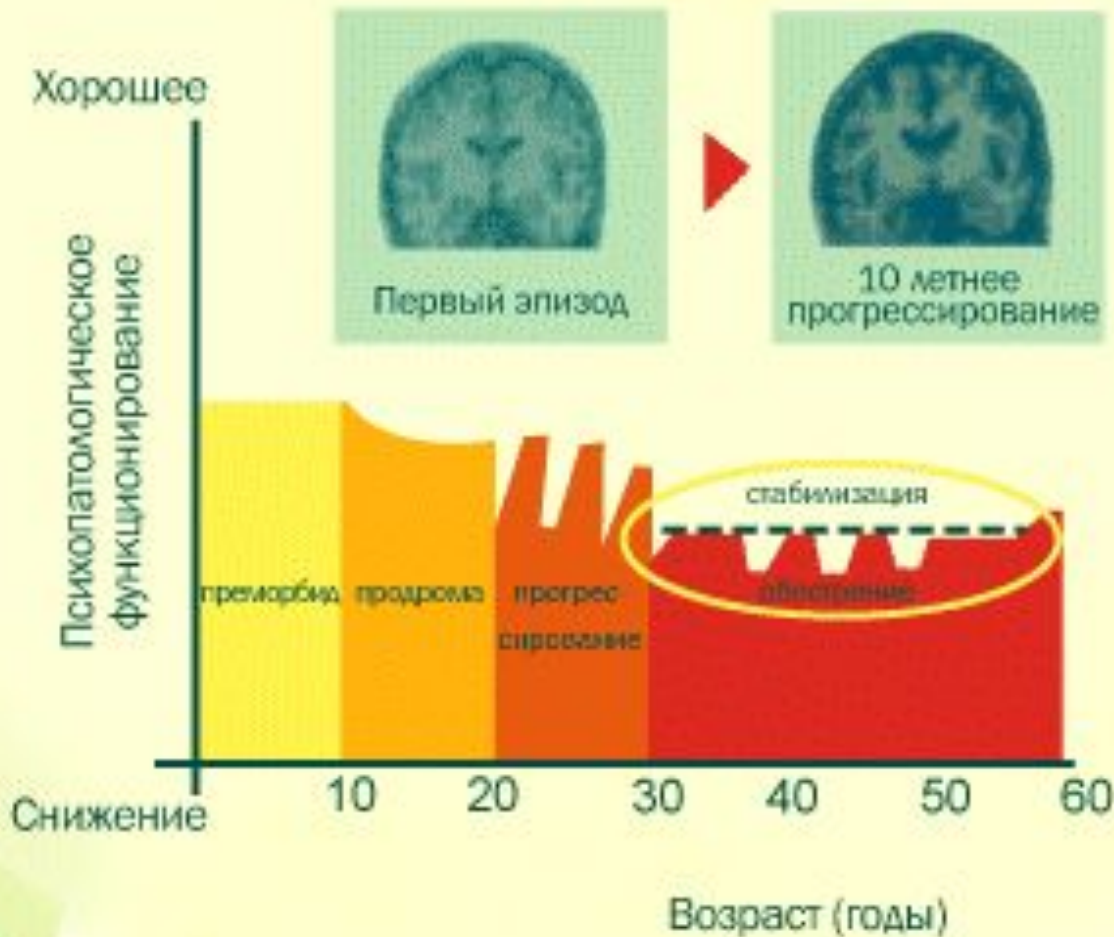 Хорошее
Психопатологическое
функционирование
Первый эпизод
10 летнее
прогрессирование
стабилизация
преморбид
продрома
прогрес
сирование
обострение
Снижение
10
20
30
40
50
60
Возраст (годы)